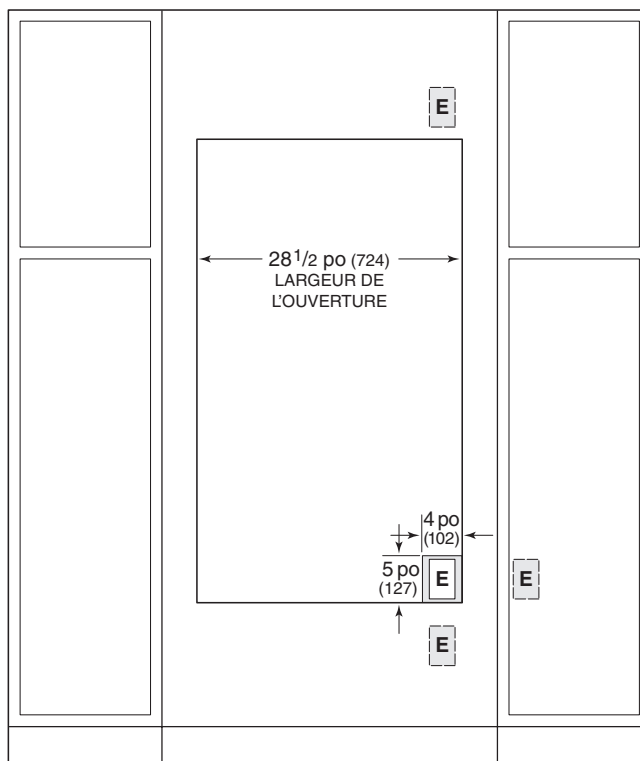 E
28 1/2 po (724)
LARGEUR DE
L'OUVERTURE
4 po
(102)
5 po
(127)
E
E
E